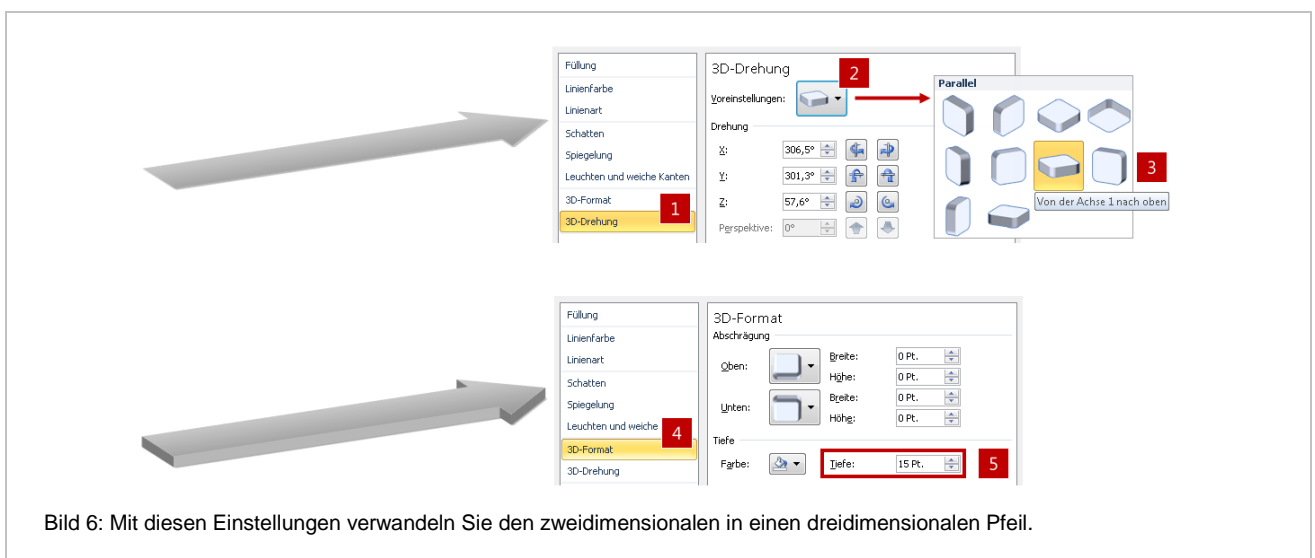 Füllung
Linienfarbe
Linienart
Schatten
Spiegelung
Leuchten und weiche Kanten
3D-Format
1
3D-Drehung
3D-Drehung
2
Voreinstellungen:
Drehung
X: 306,5°
Y: 301,3°
Z: 57,6°
Perspektive: 0°
Parallel
3
Von der Achse 1 nach oben
Füllung
Linienfarbe
Linienart
Schatten
Spiegelung
Leuchten und weiche
4
3D-Format
3D-Drehung
3D-Format
Abschrägung
Oben: Breite: 0 Pt.
Höhe: 0 Pt.
Unten: Breite: 0 Pt.
Höhe: 0 Pt.
Tiefe
Farbe: Tiefe: 15 Pt. 5
Bild 6: Mit diesen Einstellungen verwandeln Sie den zweidimensionalen in einen dreidimensionalen Pfeil.